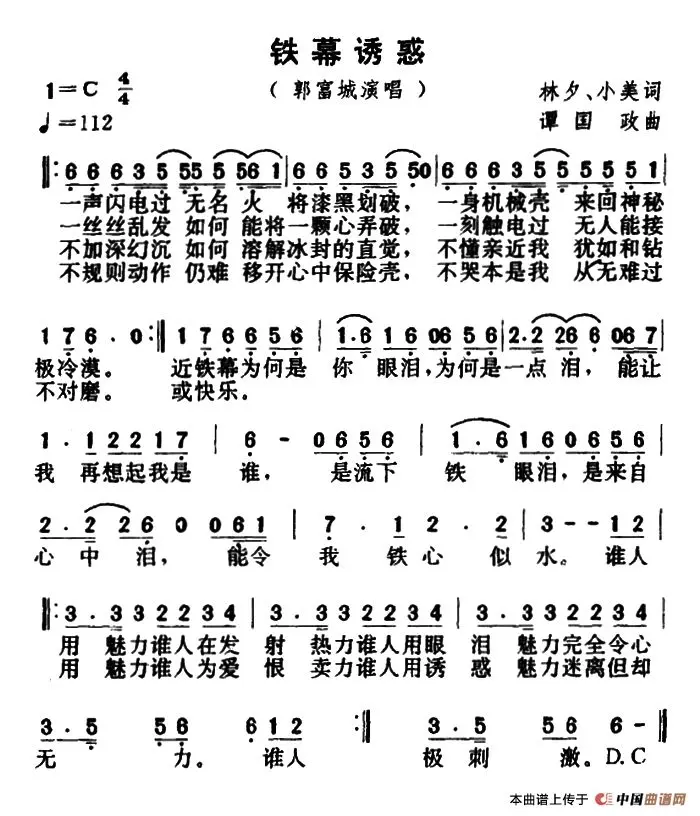 铁幕诱惑
1=C 4/4
（郭富城演唱）
林夕、小美词
♩=112
谭国 政曲
‖: 6 6 6 3 5 5 5 5 5 6 1 | 6 6 5 3 5 5 0 | 6 6 6 3 5 5 5 5 5 5 1 |
一声闪电过 无名 火 将漆黑划破， 一身机械壳 来回神秘
一丝丝乱发 如何 能将一颗心弄破， 一刻触电过 无人能接
不加深幻沉 如何 溶解冰封的直觉， 不懂亲近我 犹如和钻
不规则动作 仍难 移开心中保险壳， 不哭本是我 从无难过
1 7 6 . 0 :‖ 1 7 6 6 5 6 | 1 . 6 1 6 0 6 5 6 | 2 . 2 2 6 6 0 6 7 |
极冷漠。 近铁幕为何是 你 眼泪，为何是一点 泪， 能让
不对磨。 或快乐。
1 . 1 2 2 1 7 | 6 - 0 6 5 6 | 1 . 6 1 6 0 6 5 6 |
我 再想起我是 谁， 是流下 铁 眼泪，是来自
2 . 2 2 6 0 0 6 1 | 7 . 1 2 . 2 | 3 - - 1 2 |
心 中 泪， 能令 我 铁心 似 水。 谁人
‖: 3 . 3 3 2 2 3 4 | 3 . 3 3 2 2 3 4 | 3 . 3 3 2 2 3 4 |
用 魅力谁人在发 射 热力谁人用眼 泪 魅力完全令心
用 魅力谁人为爱 恨 卖力谁人用诱 惑 魅力迷离但却
3 . 5 5 6 6 1 2 :‖ 3 . 5 5 6 6 - ‖
无 力。 谁人 极 刺 激。D.C
本曲谱上传于 中国曲谱网